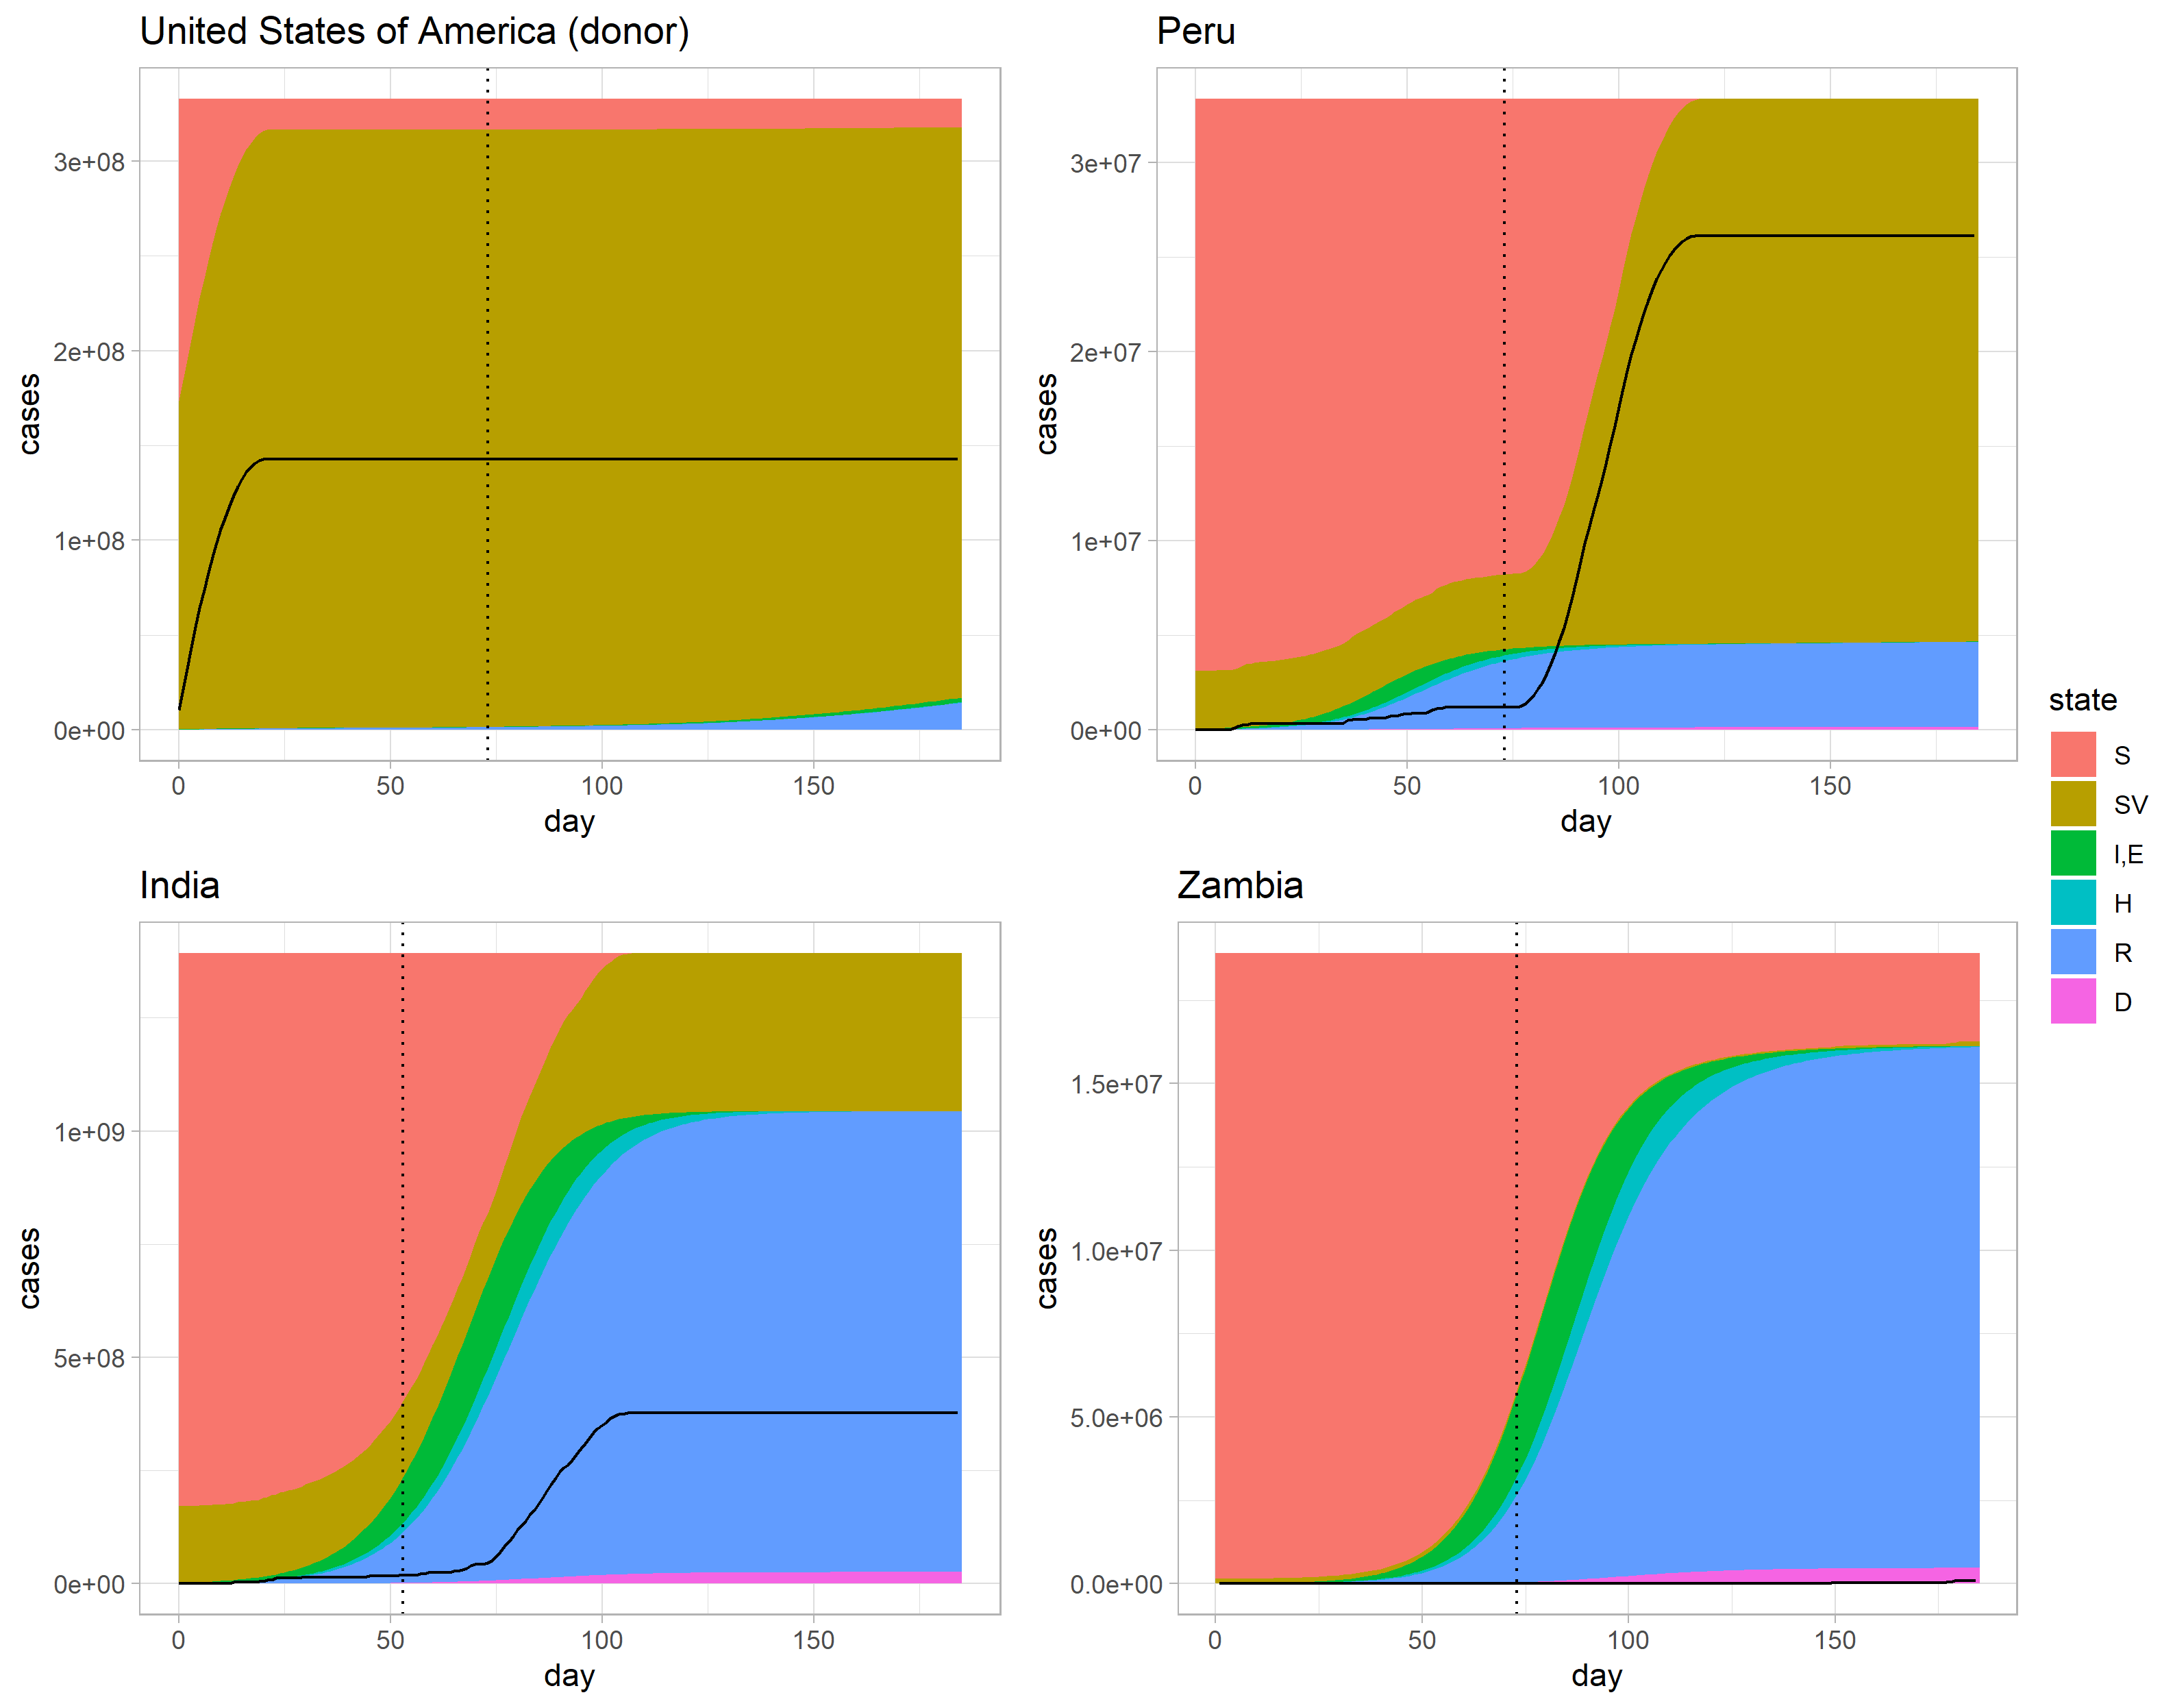 United States of America (donor)
cases
3e+08
2e+08
1e+08
0e+00
0 50 100 150
day
Peru
cases
3e+07
2e+07
1e+07
0e+00
0 50 100 150
day
India
cases
1e+09
5e+08
0e+00
0 50 100 150
day
Zambia
cases
1.5e+07
1.0e+07
5.0e+06
0.0e+00
0 50 100 150
day
state
S
SV
I,E
H
R
D